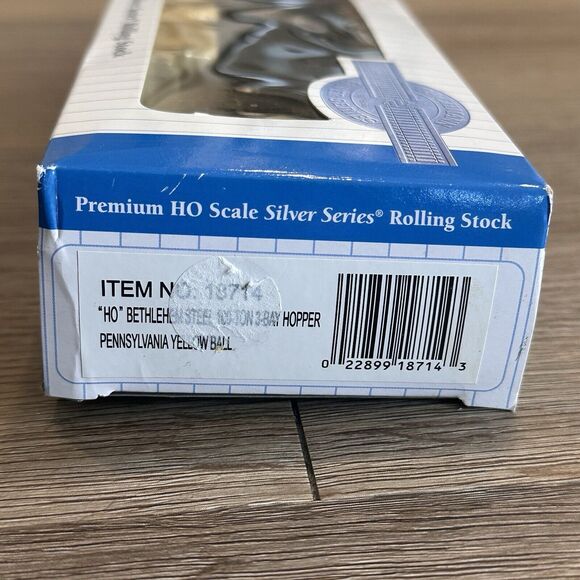 Premium HO Scale Silver Series® Rolling Stock
ITEM NO. 18714
"HO" BETHLEHEM STEEL 100 TON 3-BAY HOPPER
PENNSYLVANIA YELLOW BALL
0 22899 18714 3